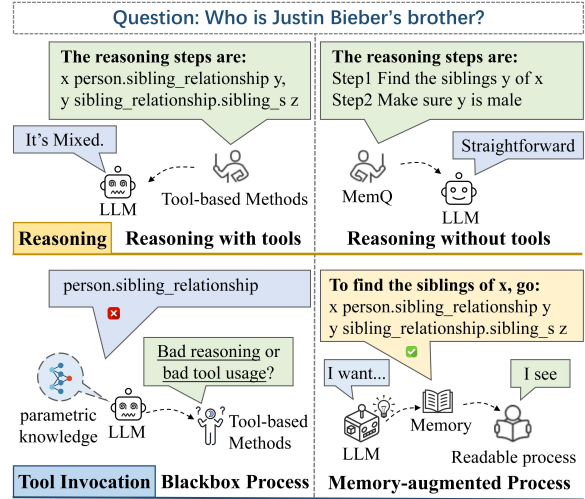 Question: Who is Justin Bieber's brother?
The reasoning steps are:
x person.sibling_relationship y,
y sibling_relationship.sibling_s z
It's Mixed.
LLM
Tool-based Methods
Reasoning
Reasoning with tools
The reasoning steps are:
Step1 Find the siblings y of x
Step2 Make sure y is male
Straightforward
MemQ
LLM
Reasoning without tools
person.sibling_relationship
Bad reasoning or
bad tool usage?
parametric
knowledge
LLM
Tool-based
Methods
Tool Invocation
Blackbox Process
To find the siblings of x, go:
x person.sibling_relationship y
y sibling_relationship.sibling_s z
I want...
I see
LLM
Memory
Readable process
Memory-augmented Process